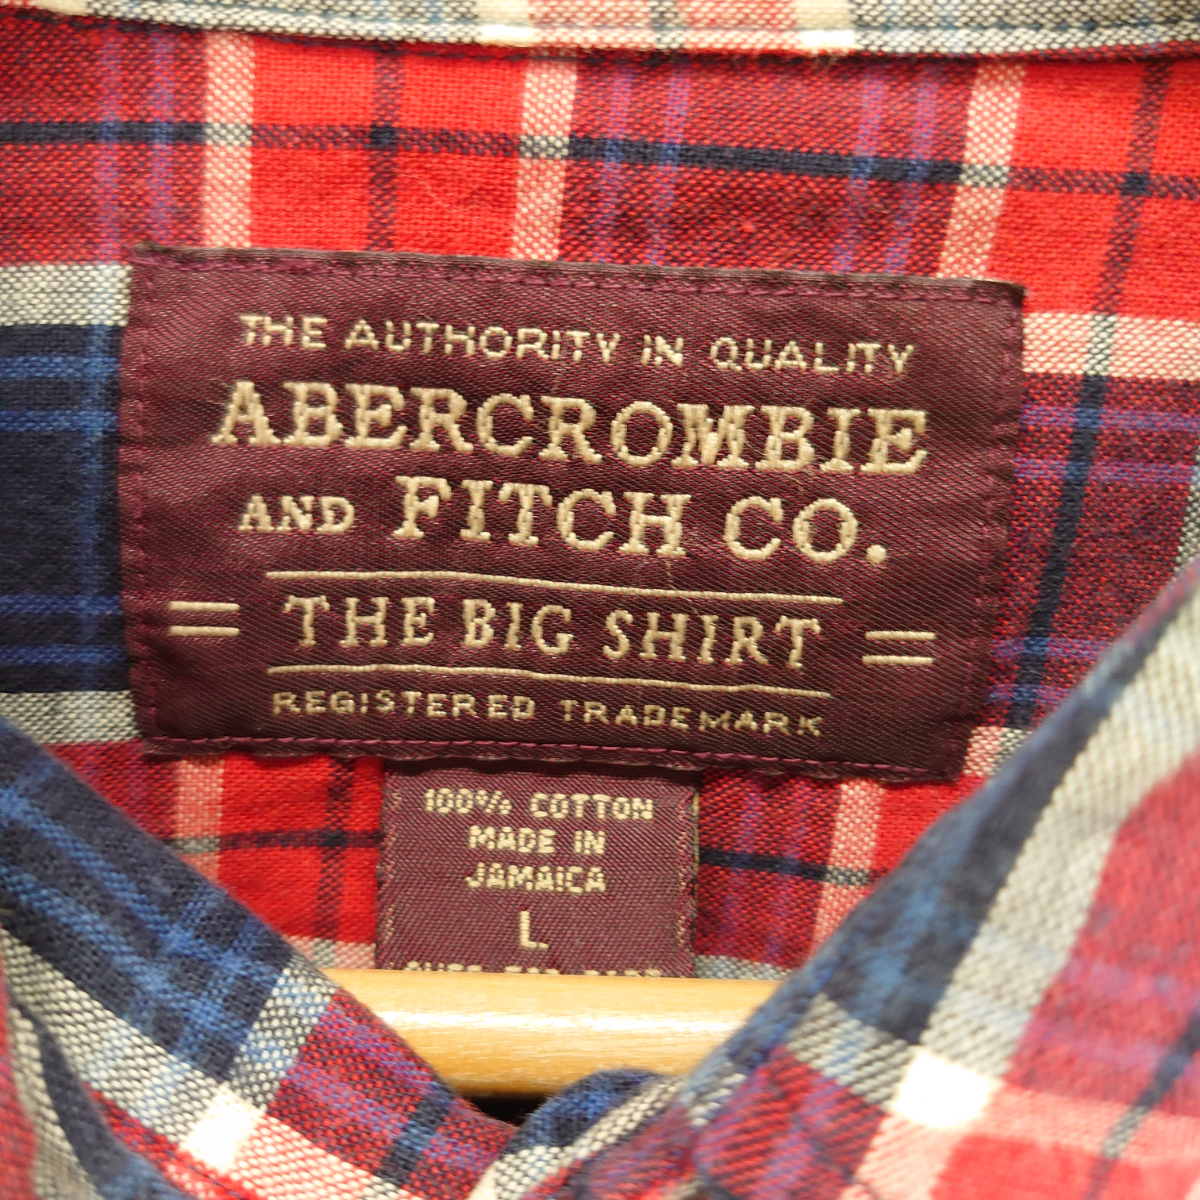 THE AUTHORITY IN QUALITY
ABERCROMBIE
AND FITCH CO.
= THE BIG SHIRT =
REGISTERED TRADEMARK
100% COTTON
MADE IN
JAMAICA
L